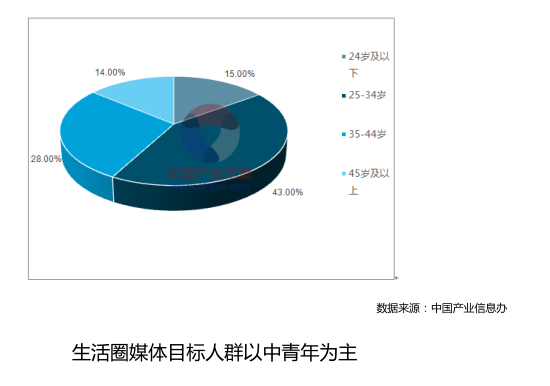 14.00%
15.00%
28.00%
43.00%
24岁及以
下
25-34岁
35-44岁
45岁及以
上
数据来源：中国产业信息办
生活圈媒体目标人群以中青年为主